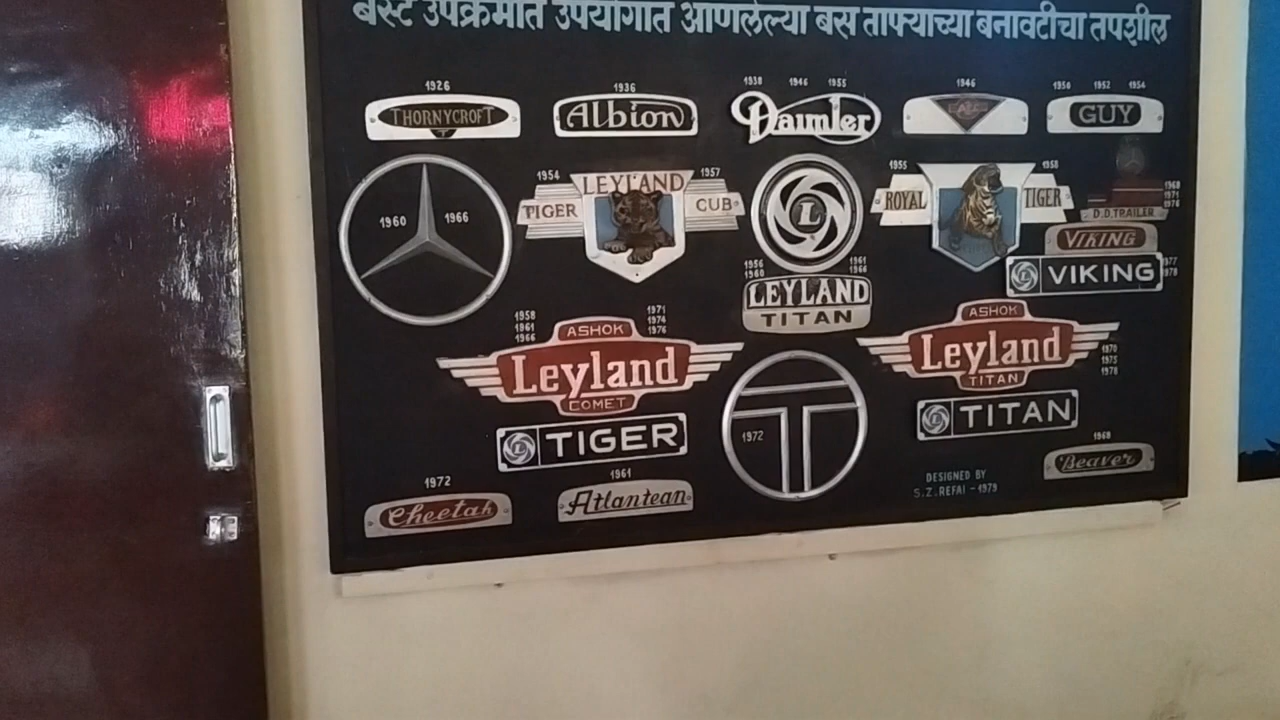 बेस्ट उपक्रमात उपयोगात आणलेल्या बस ताफ्याच्या बनावटीचा तपशील
1926
THORNYCROFT
T
1936
Albion
1938 1946 1955
Daimler
1946
1950 1952 1954
GUY
1960 1966
1954 1957
LEYLAND
TIGER CUB
L
1956 1961
1960 1966
LEYLAND
TITAN
1955 1958
ROYAL TIGER
1968
1971
1976
D.D. TRAILER
VIKING
L VIKING
1977
1978
1958 1971
1961 1974
1966 1976
ASHOK
Leyland
COMET
L TIGER
T
1972
ASHOK
Leyland
TITAN
1970
1975
1978
L TITAN
1972
Cheetah
1961
Atlantean
DESIGNED BY
S.Z. REFAI - 1979
1968
Beaver